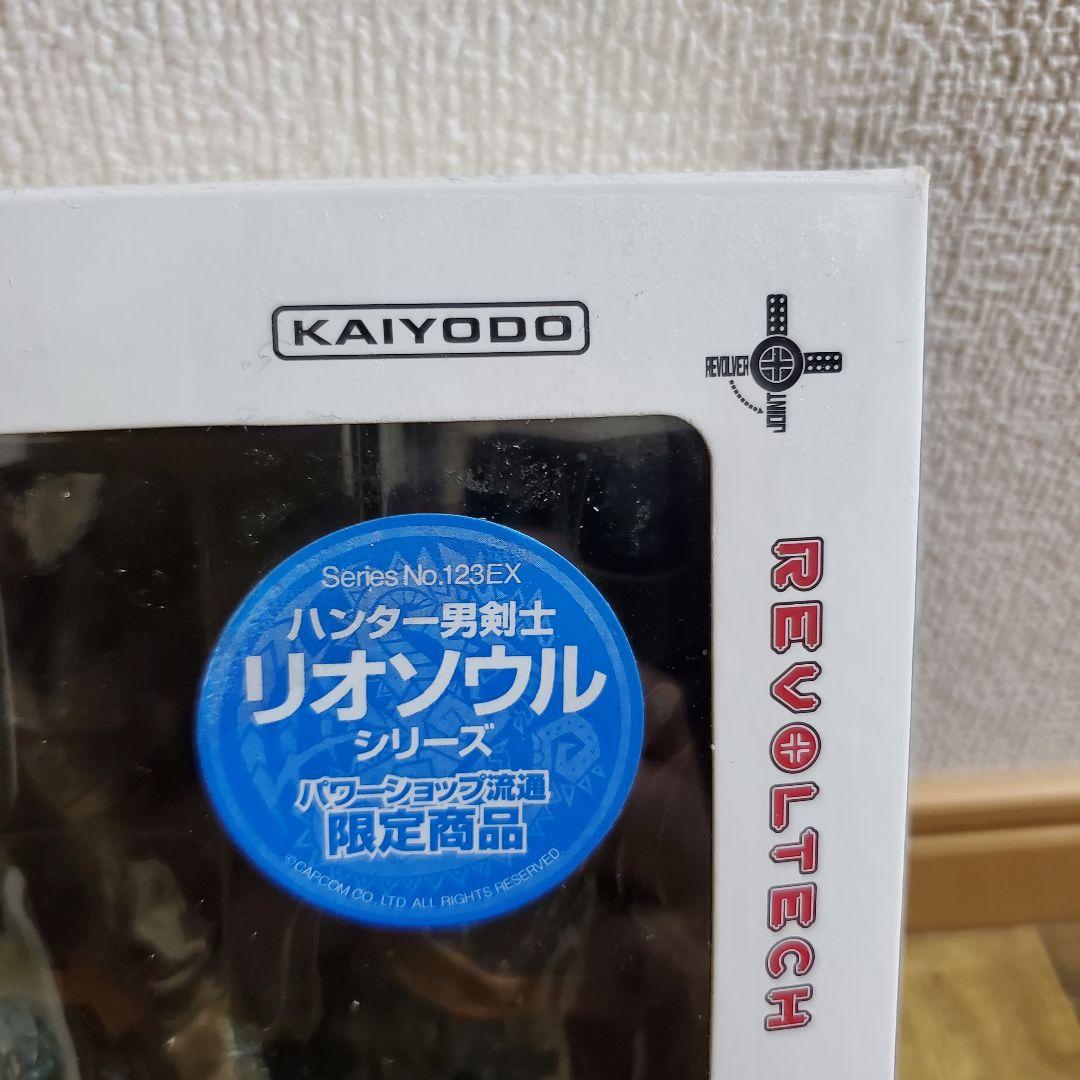 KAIYODO
REVOLVER
JOINT
REVOLTECH
Series No.123EX
ハンター男剣士
リオソウル
シリーズ
パワーショップ流通
限定商品
©CAPCOM CO., LTD ALL RIGHTS RESERVED.